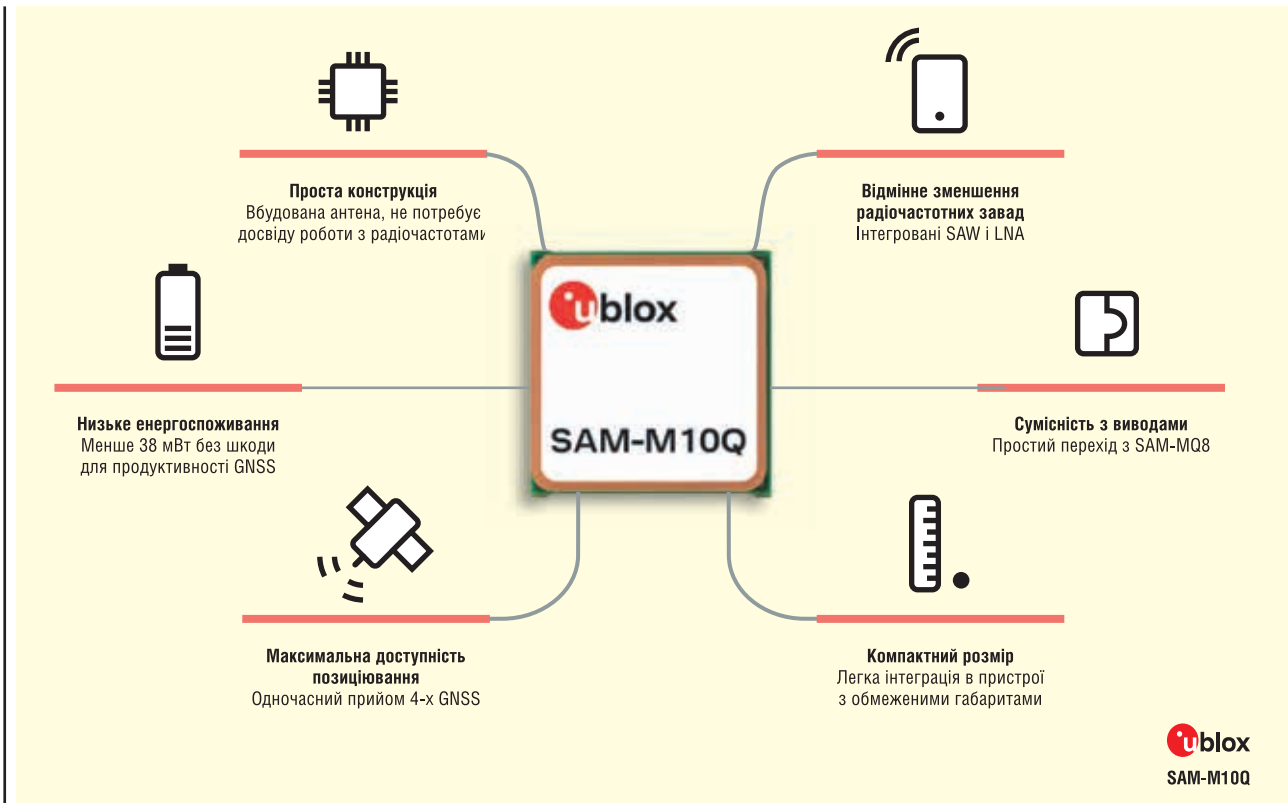 Проста конструкція
Вбудована антена, не потребує
досвіду роботи з радіочастотами
Відмінне зменшення
радіочастотних завад
Інтегровані SAW і LNA
ublox
SAM-M10Q
Низьке енергоспоживання
Менше 38 мВт без шкоди
для продуктивності GNSS
Сумісність з виводами
Простий перехід з SAM-MQ8
Максимальна доступність
позиціювання
Одночасний прийом 4-х GNSS
Компактний розмір
Легка інтеграція в пристрої
з обмеженими габаритами
ublox
SAM-M10Q